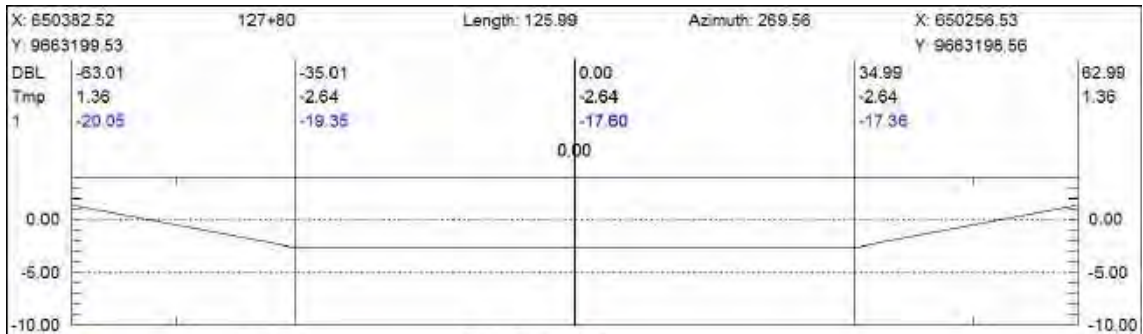 X: 650382.52 127+80 Length: 125.99 Azimuth: 269.56 X: 650256.53
Y: 9663199.53 Y: 9663198.56
DBL -63.01 -35.01 0.00 34.99 62.99
Tmp 1.36 -2.64 -2.64 -2.64 1.36
1 -20.05 -19.35 -17.60 -17.36
0.00
0.00 0.00
-5.00 -5.00
-10.00 -10.00